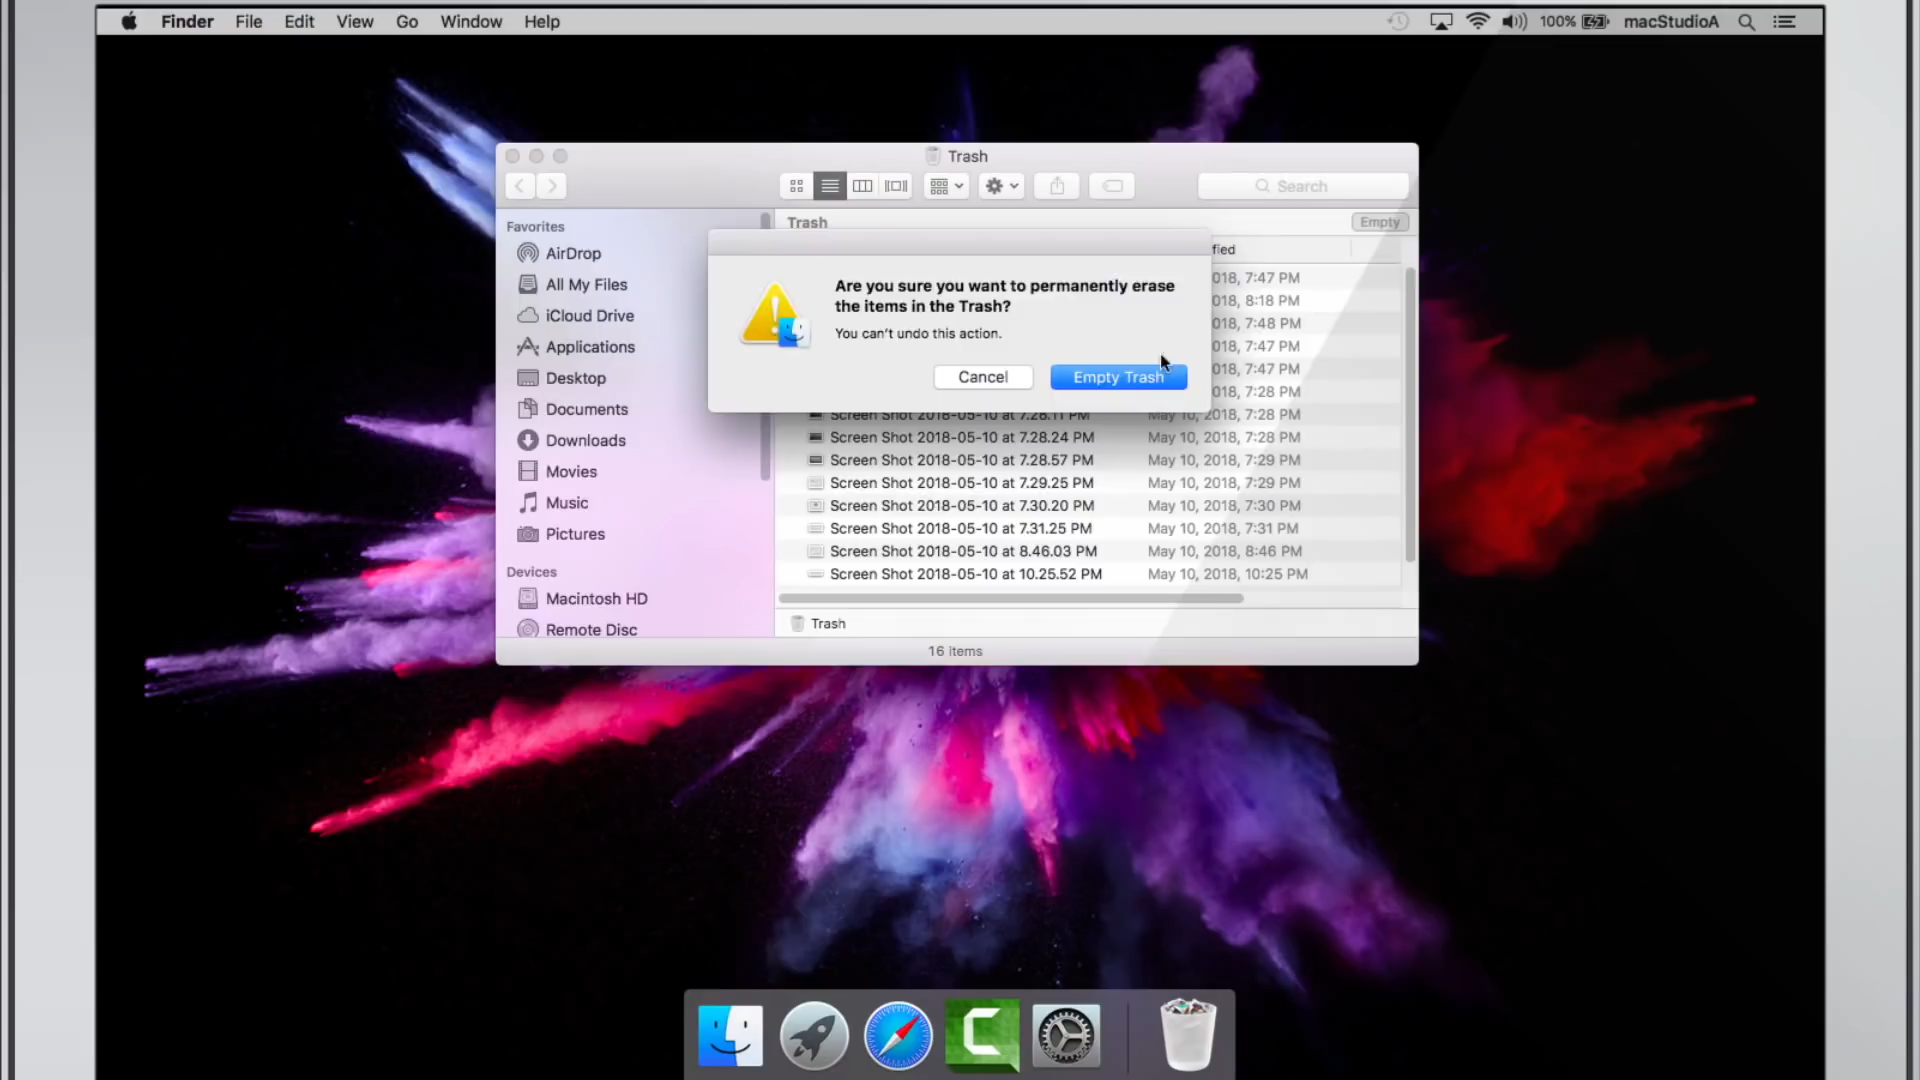 Finder File Edit View Go Window Help 100% macStudioA
Trash
Search
Favorites
AirDrop
All My Files
iCloud Drive
Applications
Desktop
Documents
Downloads
Movies
Music
Pictures
Devices
Macintosh HD
Remote Disc
Trash Empty
fied
018, 7:47 PM
018, 8:18 PM
018, 7:48 PM
018, 7:47 PM
018, 7:47 PM
018, 7:28 PM
Are you sure you want to permanently erase
the items in the Trash?
You can't undo this action.
Cancel Empty Trash
Screen Shot 2018-05-10 at 7.28.11 PM May 10, 2018, 7:28 PM
Screen Shot 2018-05-10 at 7.28.24 PM May 10, 2018, 7:28 PM
Screen Shot 2018-05-10 at 7.28.57 PM May 10, 2018, 7:29 PM
Screen Shot 2018-05-10 at 7.29.25 PM May 10, 2018, 7:29 PM
Screen Shot 2018-05-10 at 7.30.20 PM May 10, 2018, 7:30 PM
Screen Shot 2018-05-10 at 7.31.25 PM May 10, 2018, 7:31 PM
Screen Shot 2018-05-10 at 8.46.03 PM May 10, 2018, 8:46 PM
Screen Shot 2018-05-10 at 10.25.52 PM May 10, 2018, 10:25 PM
Trash
16 items